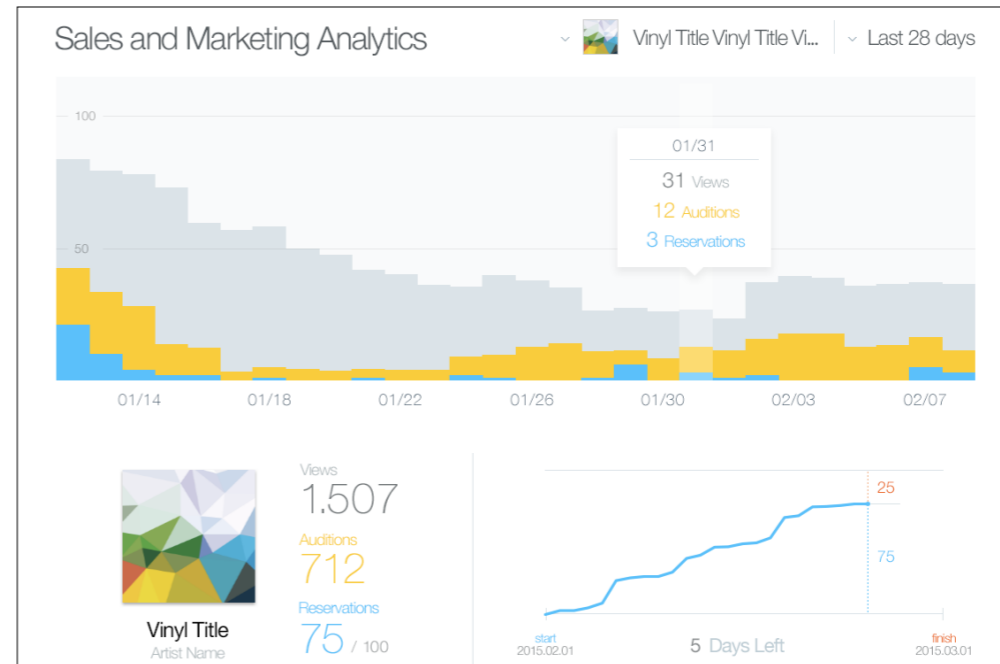 Sales and Marketing Analytics
Vinyl Title Vinyl Title Vi...
Last 28 days
100
50
01/31
31 Views
12 Auditions
3 Reservations
01/14 01/18 01/22 01/26 01/30 02/03 02/07
Views
1.507
Auditions
712
Reservations
75 / 100
Vinyl Title
Artist Name
25
75
start
2015.02.01
5 Days Left
finish
2015.03.01